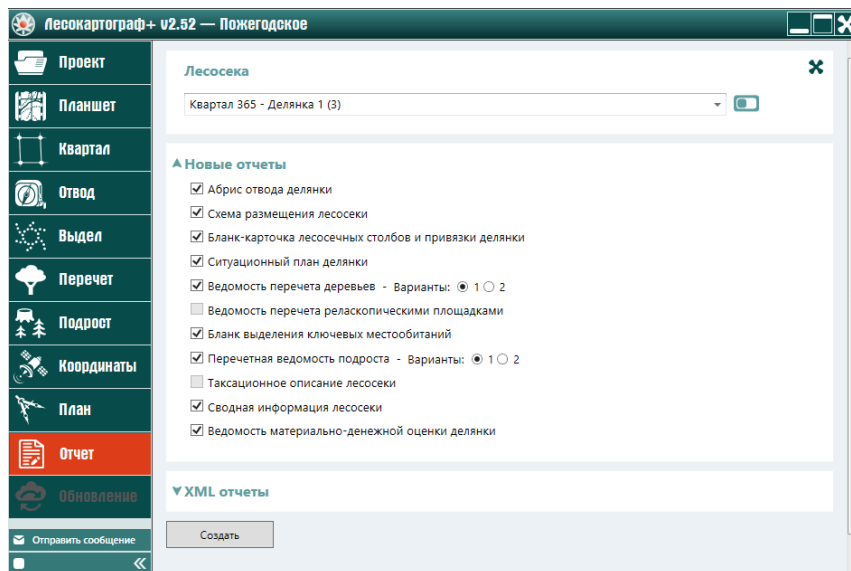 Лесокартограф+ v2.52 — Пожегодское
Проект
Планшет
Квартал
Отвод
Выдел
Перечет
Подрост
Координаты
План
Отчет
Обновление
Отправить сообщение
Лесосека
Квартал 365 - Делянка 1 (3)
Новые отчеты
Абрис отвода делянки
Схема размещения лесосеки
Бланк-карточка лесосечных столбов и привязки делянки
Ситуационный план делянки
Ведомость перечета деревьев - Варианты: 1 2
Ведомость перечета реласкопическими площадками
Бланк выделения ключевых местообитаний
Перечетная ведомость подроста - Варианты: 1 2
Таксационное описание лесосеки
Сводная информация лесосеки
Ведомость материально-денежной оценки делянки
XML отчеты
Создать